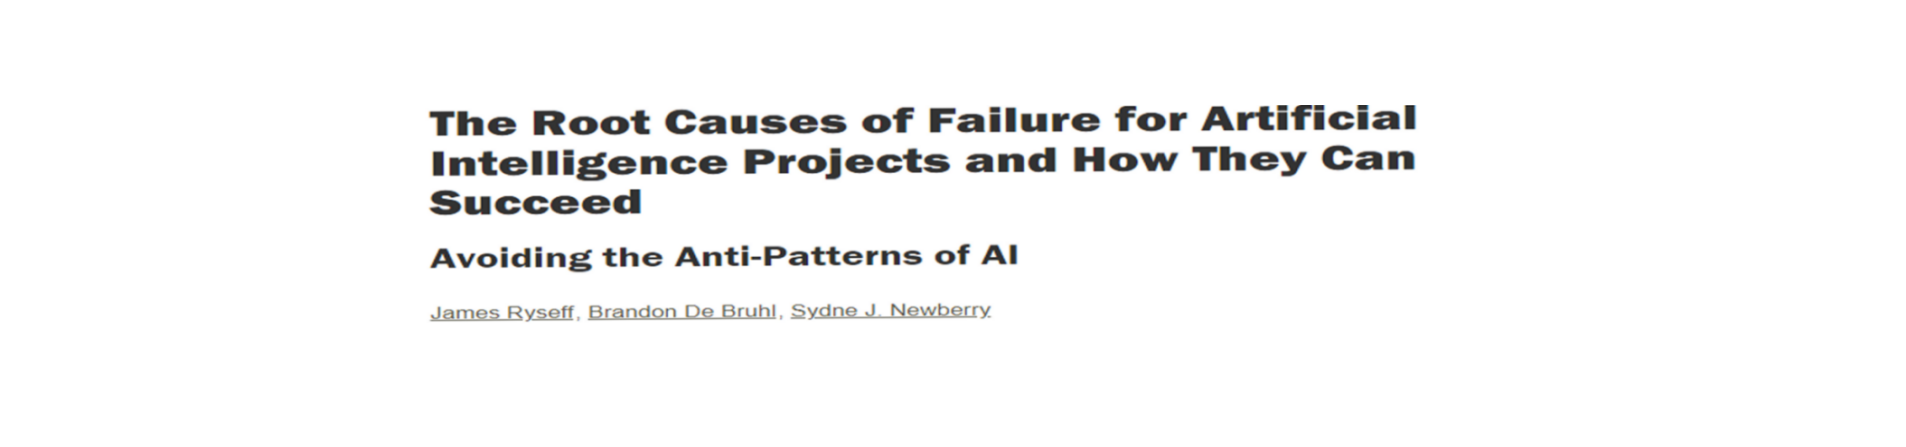 The Root Causes of Failure for Artificial
Intelligence Projects and How They Can
Succeed
Avoiding the Anti-Patterns of AI
James Ryseff, Brandon De Bruhl, Sydne J. Newberry